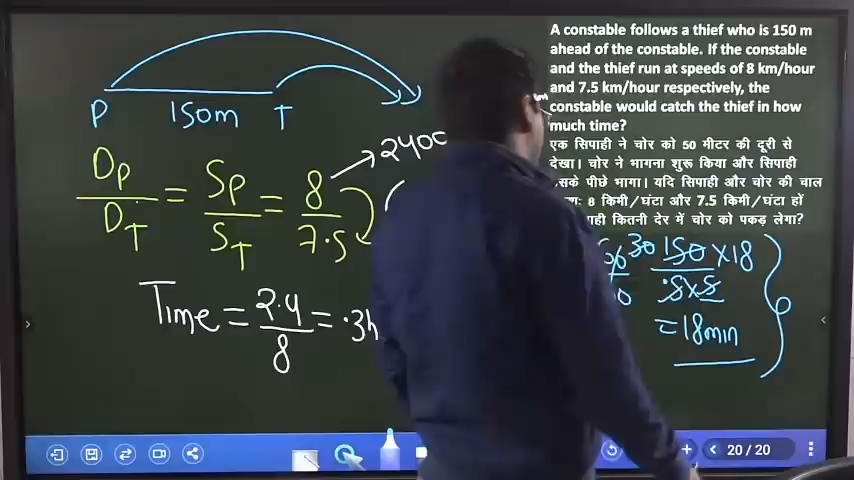 A constable follows a thief who is 150 m
ahead of the constable. If the constable
and the thief run at speeds of 8 km/hour
and 7.5 km/hour respectively, the
constable would catch the thief in how
much time?
एक सिपाही ने चोर को 50 मीटर की दूरी से
देखा। चोर ने भागना शुरू किया और सिपाही
पीछे भागा। यदि सिपाही और चोर की चाल
8 किमी/घंटा और 7.5 किमी/घंटा हों
कितनी देर में चोर को पकड़ लेगा?
P 150m T
DP/DT = SP/ST = 8/7.5
2400
Time = 2.4/8 = .3h
30 150 × 18
.8×8
= 18min
20 / 20